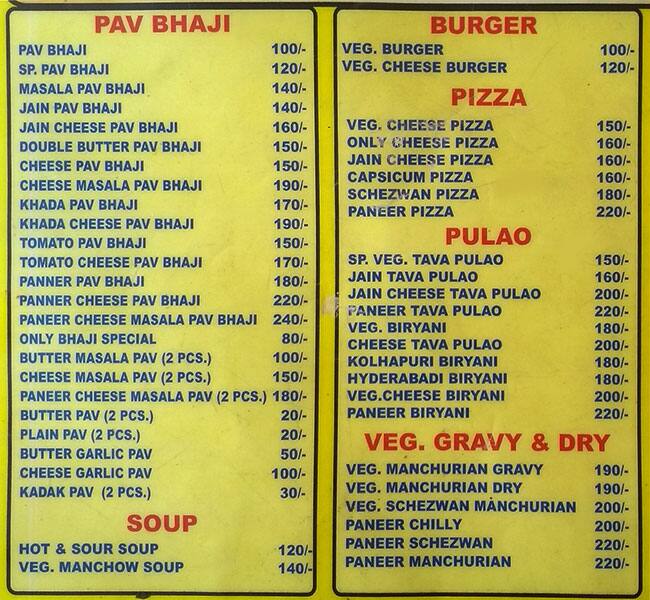 PAV BHAJI
PAV BHAJI 100/-
SP. PAV BHAJI 120/-
MASALA PAV BHAJI 140/-
JAIN PAV BHAJI 140/-
JAIN CHEESE PAV BHAJI 160/-
DOUBLE BUTTER PAV BHAJI 150/-
CHEESE PAV BHAJI 150/-
CHEESE MASALA PAV BHAJI 190/-
KHADA PAV BHAJI 170/-
KHADA CHEESE PAV BHAJI 190/-
TOMATO PAV BHAJI 150/-
TOMATO CHEESE PAV BHAJI 170/-
PANNER PAV BHAJI 180/-
PANNER CHEESE PAV BHAJI 220/-
PANEER CHEESE MASALA PAV BHAJI 240/-
ONLY BHAJI SPECIAL 80/-
BUTTER MASALA PAV (2 PCS.) 100/-
CHEESE MASALA PAV (2 PCS.) 150/-
PANEER CHEESE MASALA PAV (2 PCS.) 180/-
BUTTER PAV (2 PCS.) 20/-
PLAIN PAV (2 PCS.) 20/-
BUTTER GARLIC PAV 50/-
CHEESE GARLIC PAV 100/-
KADAK PAV (2 PCS.) 30/-
SOUP
HOT & SOUR SOUP 120/-
VEG. MANCHOW SOUP 140/-
BURGER
VEG. BURGER 100/-
VEG. CHEESE BURGER 120/-
PIZZA
VEG. CHEESE PIZZA 150/-
ONLY CHEESE PIZZA 160/-
JAIN CHEESE PIZZA 160/-
CAPSICUM PIZZA 160/-
SCHEZWAN PIZZA 180/-
PANEER PIZZA 220/-
PULAO
SP. VEG. TAVA PULAO 150/-
JAIN TAVA PULAO 160/-
JAIN CHEESE TAVA PULAO 200/-
PANEER TAVA PULAO 220/-
VEG. BIRYANI 180/-
CHEESE TAVA PULAO 200/-
KOLHAPURI BIRYANI 180/-
HYDERABADI BIRYANI 180/-
VEG.CHEESE BIRYANI 200/-
PANEER BIRYANI 220/-
VEG. GRAVY & DRY
VEG. MANCHURIAN GRAVY 190/-
VEG. MANCHURIAN DRY 190/-
VEG. SCHEZWAN MANCHURIAN 200/-
PANEER CHILLY 200/-
PANEER SCHEZWAN 220/-
PANEER MANCHURIAN 220/-